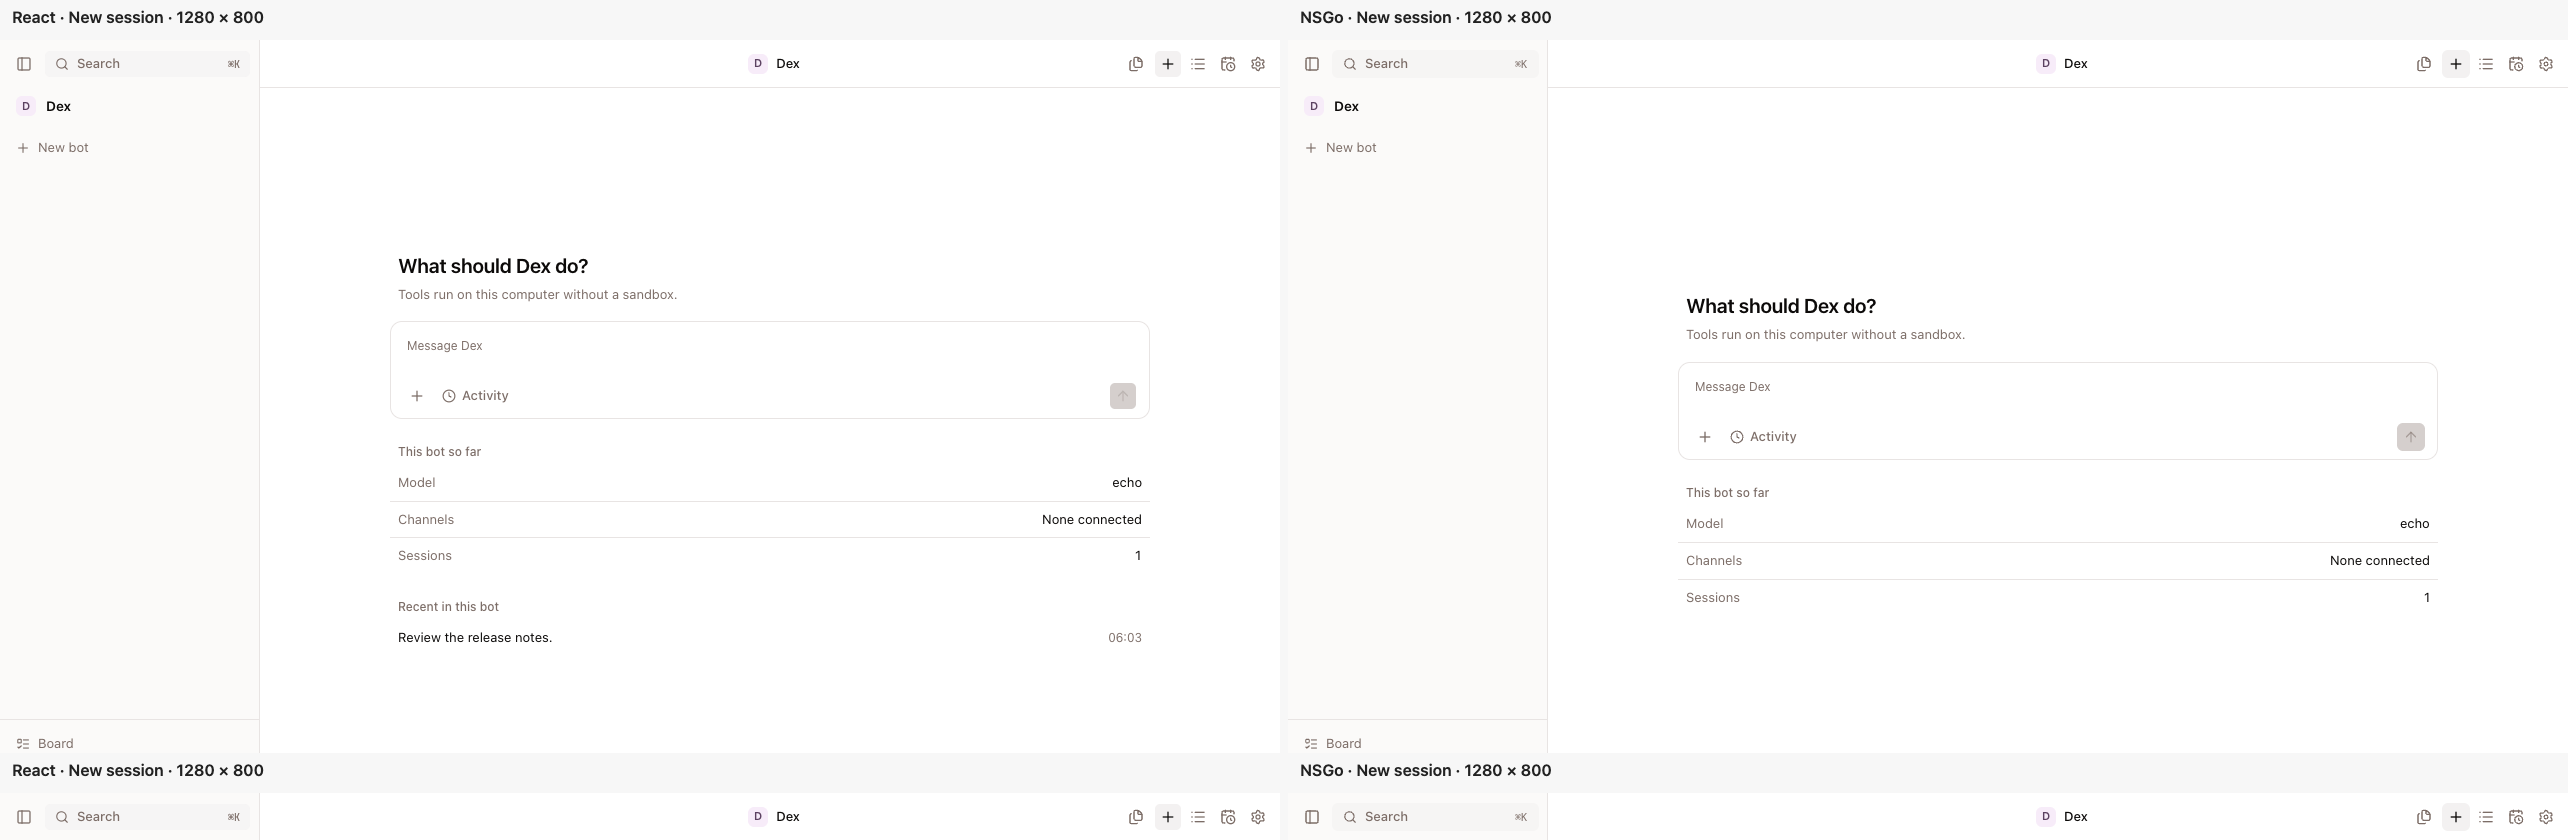 React · New session · 1280 × 800
Search ⌘K
D Dex
D Dex
New bot
What should Dex do?
Tools run on this computer without a sandbox.
Message Dex
Activity
This bot so far
Model echo
Channels None connected
Sessions 1
Recent in this bot
Review the release notes. 06:03
Board
NSGo · New session · 1280 × 800
Search ⌘K
D Dex
D Dex
New bot
What should Dex do?
Tools run on this computer without a sandbox.
Message Dex
Activity
This bot so far
Model echo
Channels None connected
Sessions 1
Board
React · New session · 1280 × 800
Search ⌘K
D Dex
NSGo · New session · 1280 × 800
Search ⌘K
D Dex